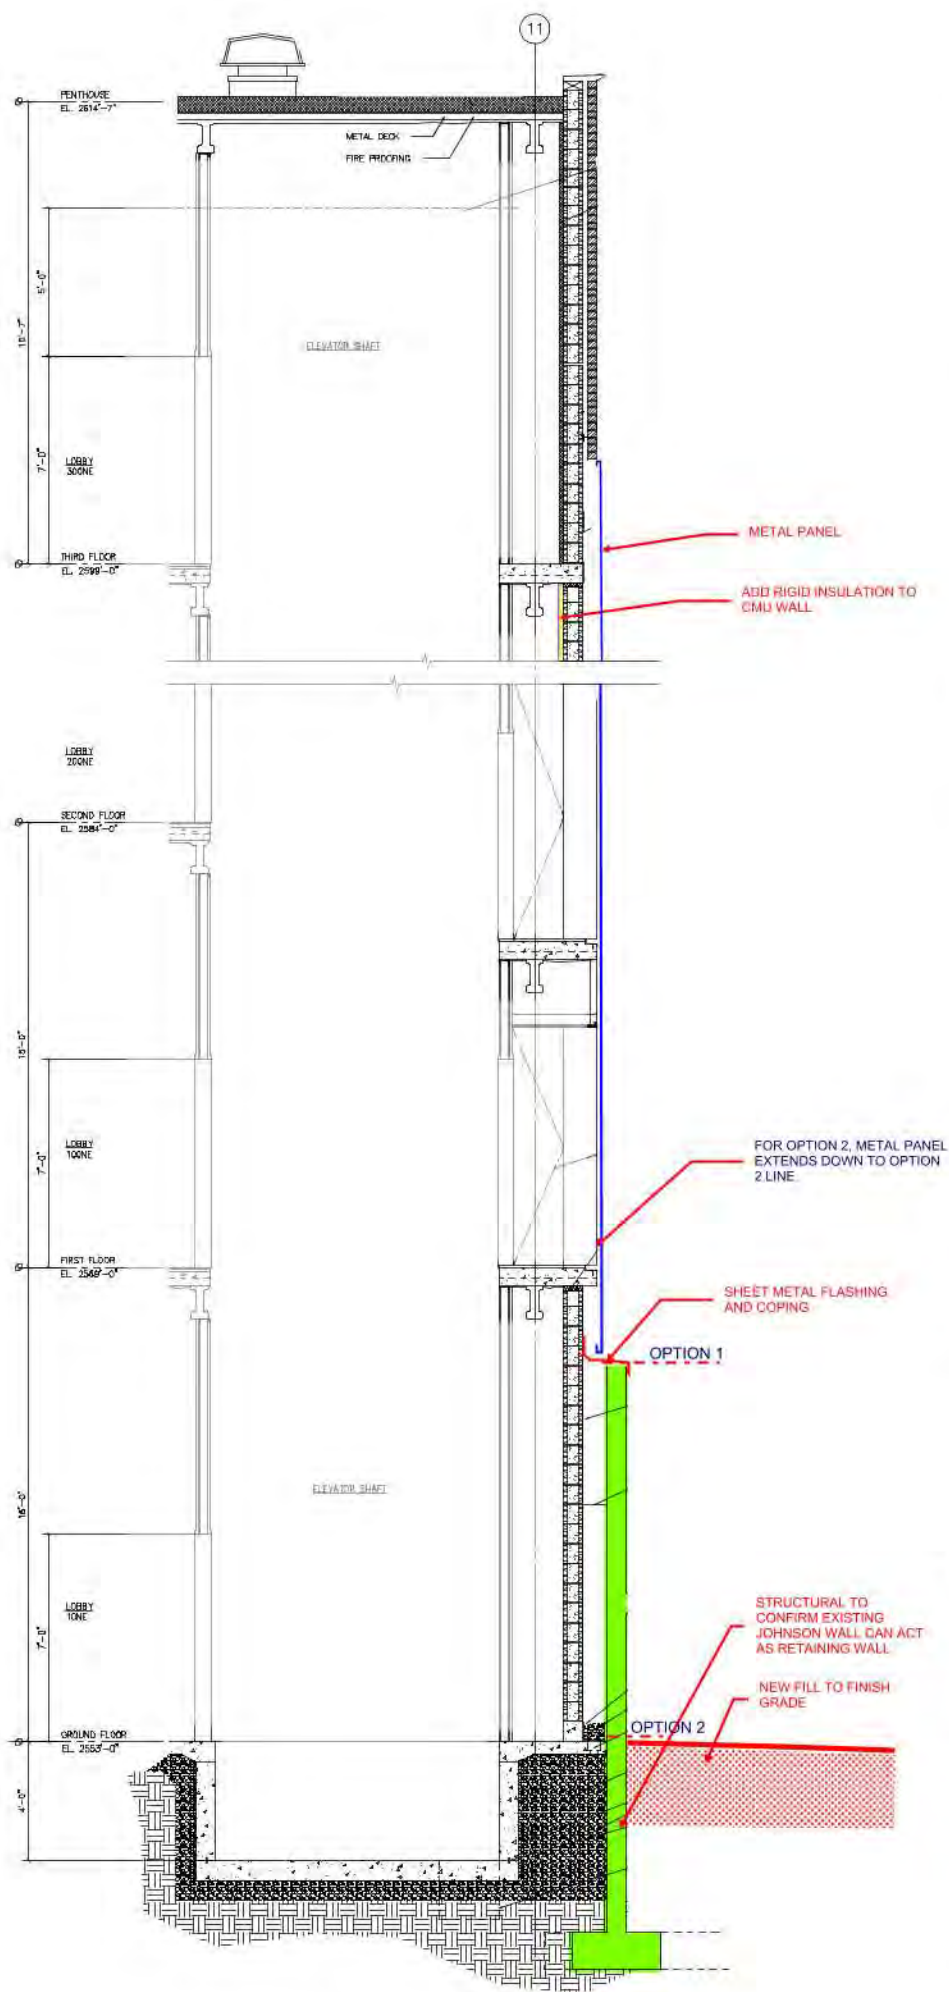 11
PENTHOUSE
EL. 2614'-7"
METAL DECK
FIRE PROOFING
5'-0"
15'-7"
ELEVATOR SHAFT
7'-0"
LOBBY
300NE
METAL PANEL
THIRD FLOOR
EL. 2599'-0"
ADD RIGID INSULATION TO
CMU WALL
LOBBY
200NE
SECOND FLOOR
EL. 2584'-0"
15'-0"
7'-0"
LOBBY
100NE
FOR OPTION 2, METAL PANEL
EXTENDS DOWN TO OPTION
2 LINE
FIRST FLOOR
EL. 2569'-0"
SHEET METAL FLASHING
AND COPING
OPTION 1
ELEVATOR SHAFT
16'-0"
7'-0"
LOBBY
10NE
STRUCTURAL TO
CONFIRM EXISTING
JOHNSON WALL CAN ACT
AS RETAINING WALL
NEW FILL TO FINISH
GRADE
OPTION 2
GROUND FLOOR
EL. 2553'-0"
4'-0"